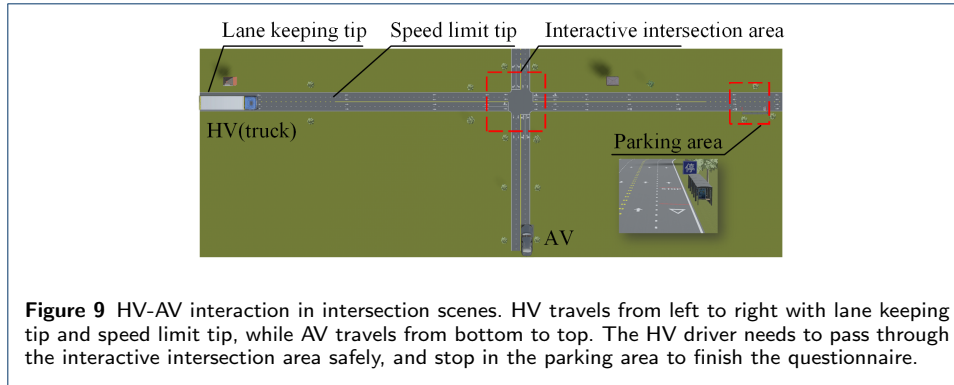 Lane keeping tip Speed limit tip Interactive intersection area
HV(truck)
Parking area
停
AV
Figure 9 HV-AV interaction in intersection scenes. HV travels from left to right with lane keeping
tip and speed limit tip, while AV travels from bottom to top. The HV driver needs to pass through
the interactive intersection area safely, and stop in the parking area to finish the questionnaire.